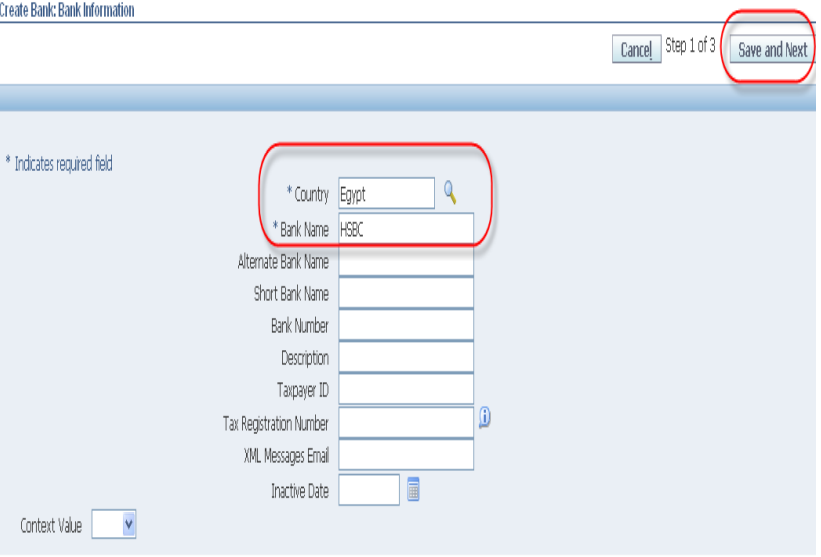 Create Bank: Bank Information
Cancel Step 1 of 3 Save and Next
* Indicates required field
* Country Egypt
* Bank Name HSBC
Alternate Bank Name
Short Bank Name
Bank Number
Description
Taxpayer ID
Tax Registration Number
XML Messages Email
Inactive Date
Context Value